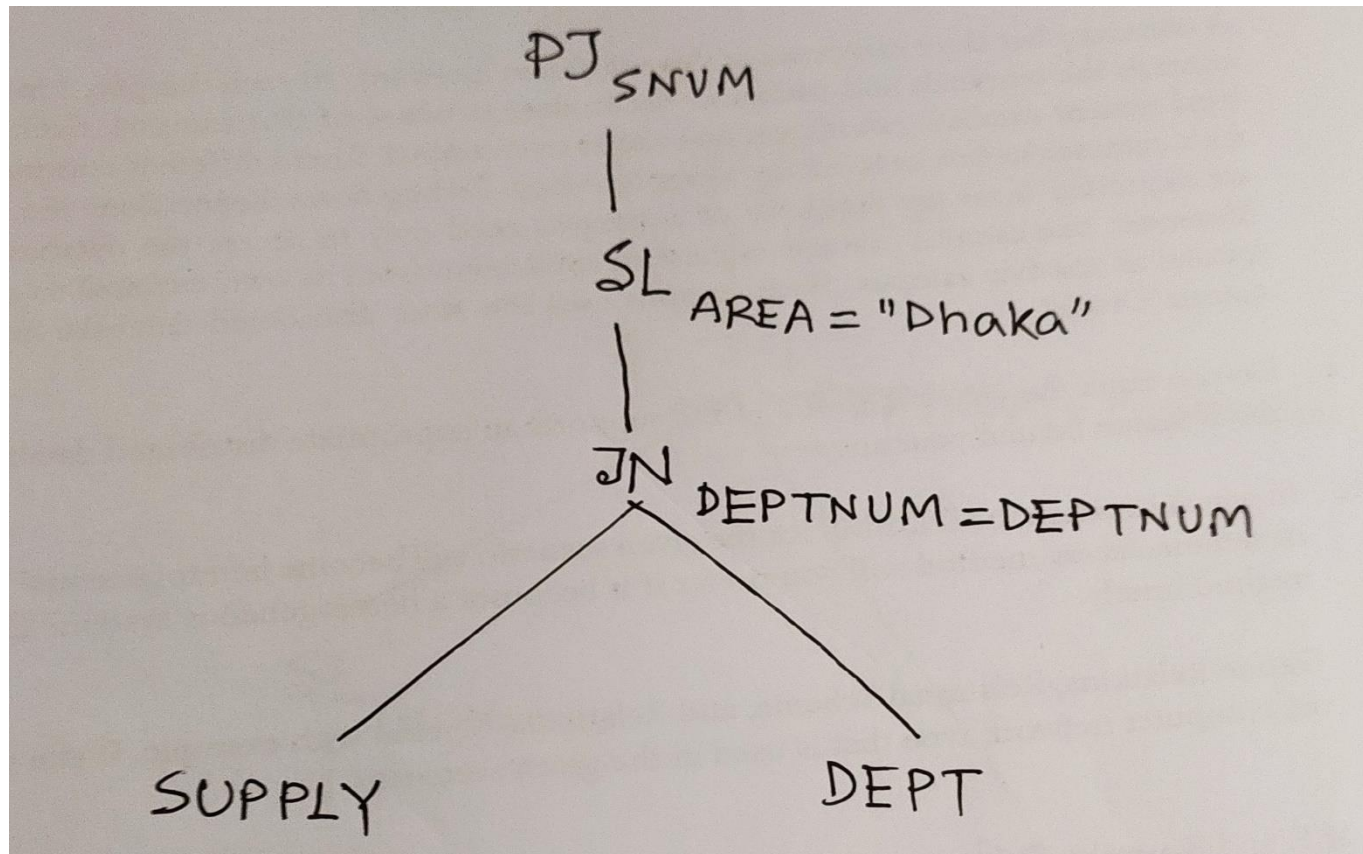 PJ SNUM
SL AREA = "Dhaka"
JN DEPTNUM = DEPTNUM
SUPPLY DEPT